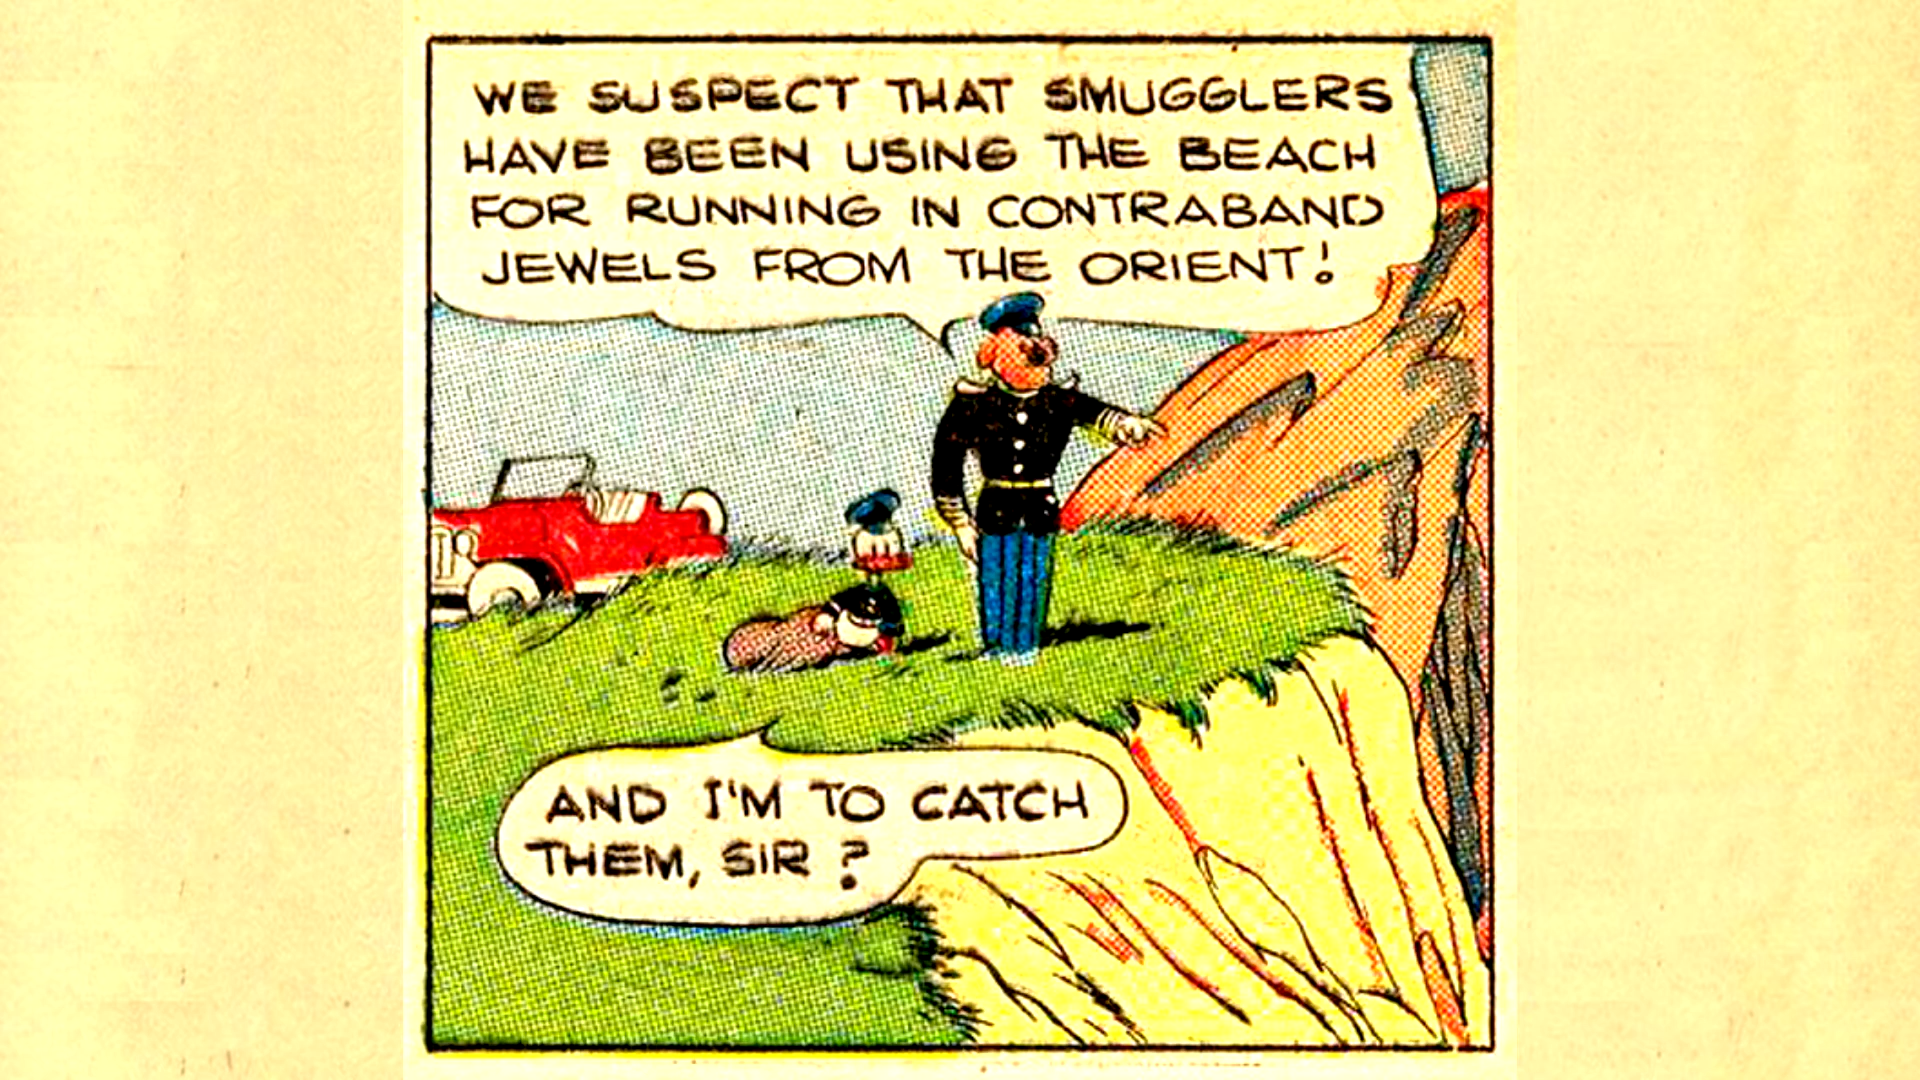 WE SUSPECT THAT SMUGGLERS
HAVE BEEN USING THE BEACH
FOR RUNNING IN CONTRABAND
JEWELS FROM THE ORIENT!
AND I'M TO CATCH
THEM, SIR?